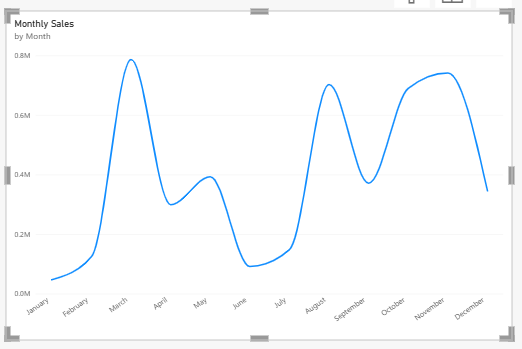 Monthly Sales
by Month
0.8M
0.6M
0.4M
0.2M
0.0M
January
February
March
April
May
June
July
August
September
October
November
December